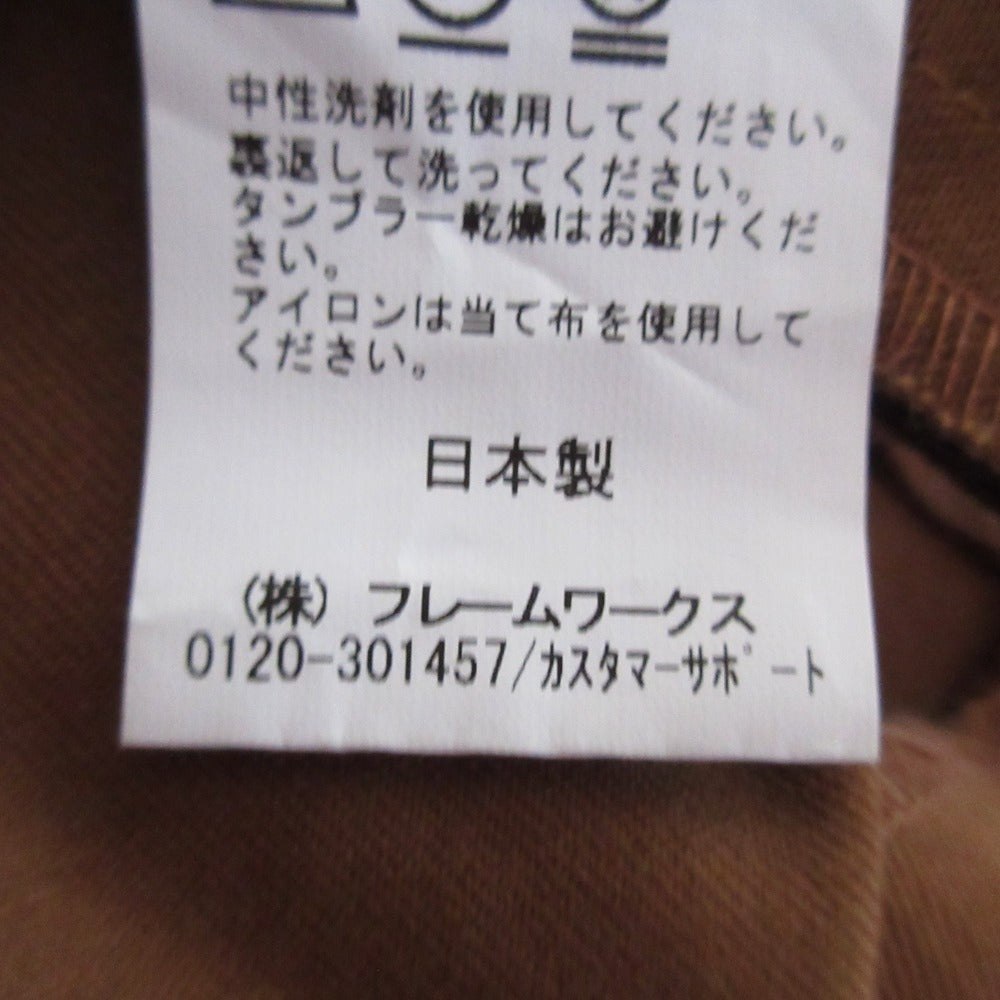 中性洗剤を使用してください。
裏返して洗ってください。
タンブラー乾燥はお避けくだ
さい。
アイロンは当て布を使用して
ください。
日本製
(株) フレームワークス
0120-301457/ｶｽﾀﾏｰｻﾎﾟｰﾄ